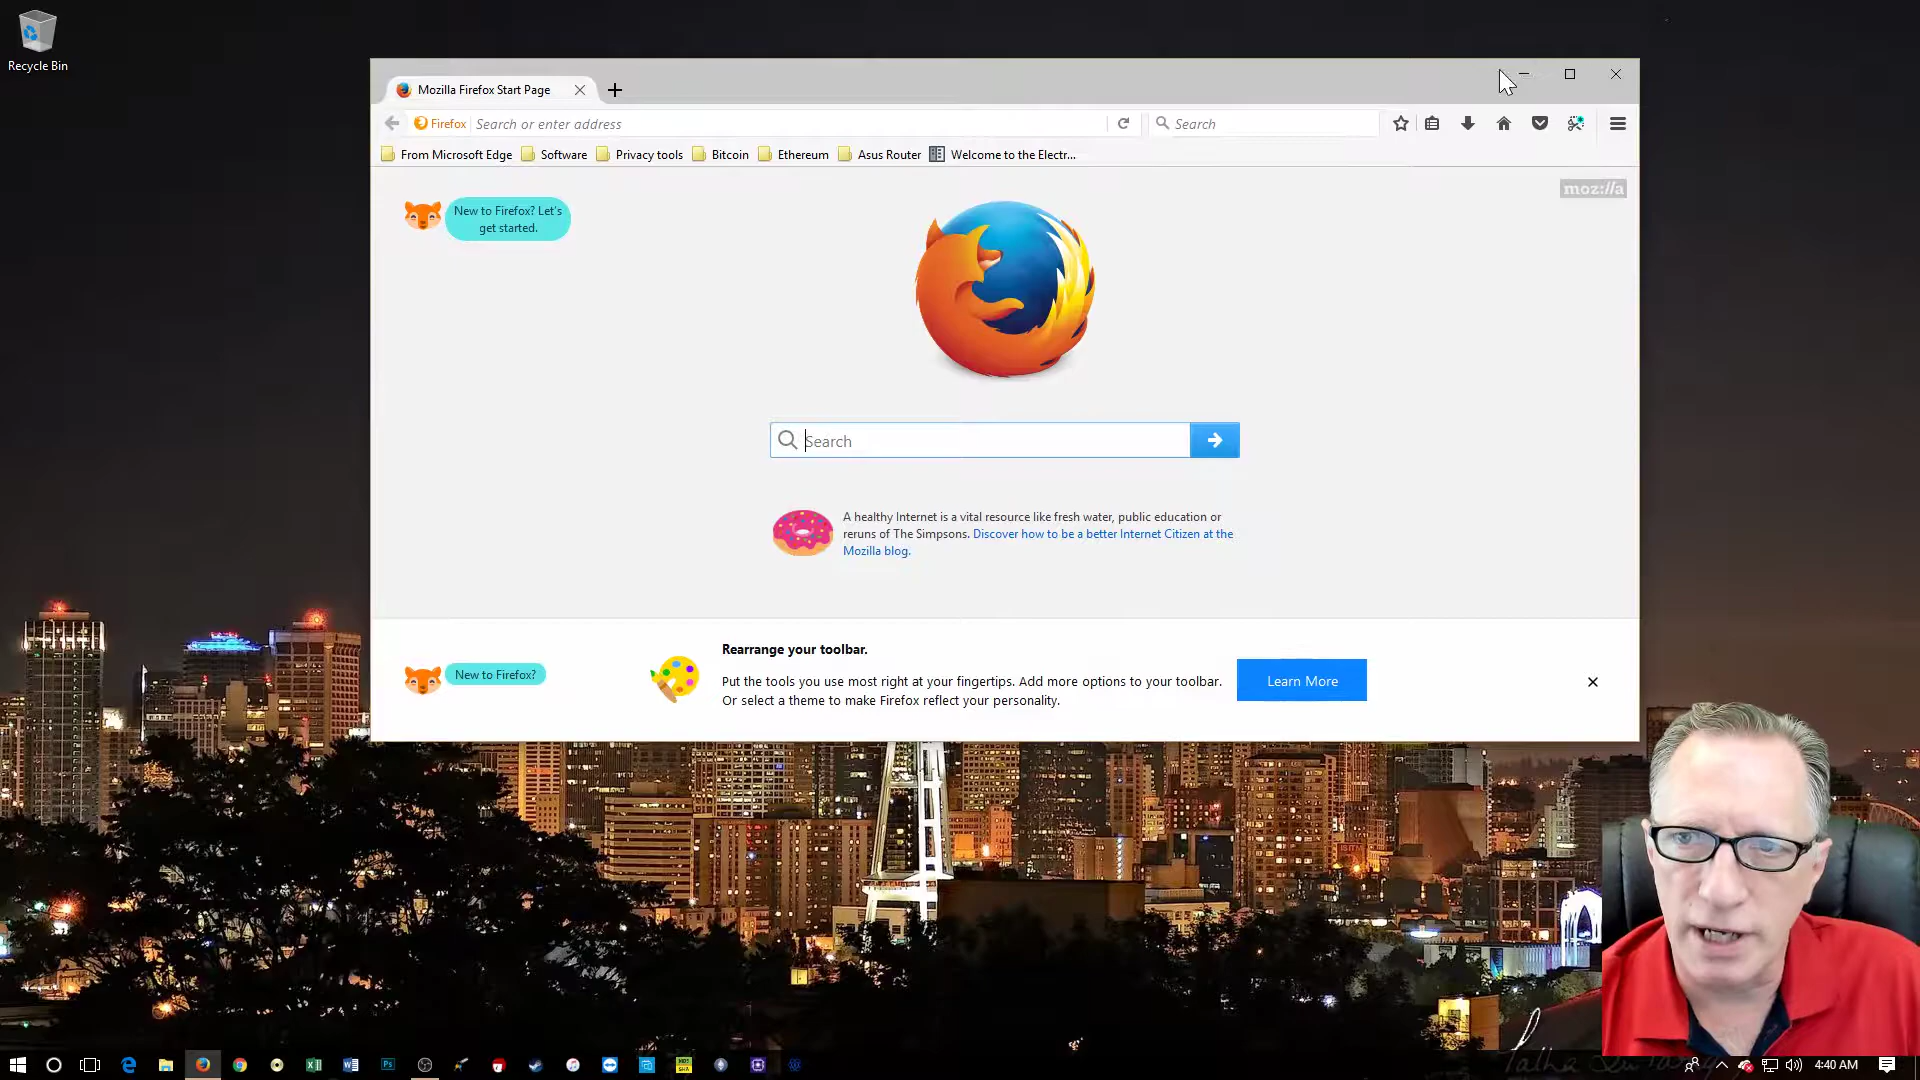 Recycle Bin
Mozilla Firefox Start Page
Firefox
Search or enter address
Search
From Microsoft Edge
Software
Privacy tools
Bitcoin
Ethereum
Asus Router
Welcome to the Electr...
moz://a
New to Firefox? Let's
get started.
Search
A healthy Internet is a vital resource like fresh water, public education or
reruns of The Simpsons. Discover how to be a better Internet Citizen at the
Mozilla blog.
New to Firefox?
Rearrange your toolbar.
Put the tools you use most right at your fingertips. Add more options to your toolbar.
Or select a theme to make Firefox reflect your personality.
Learn More
4:40 AM